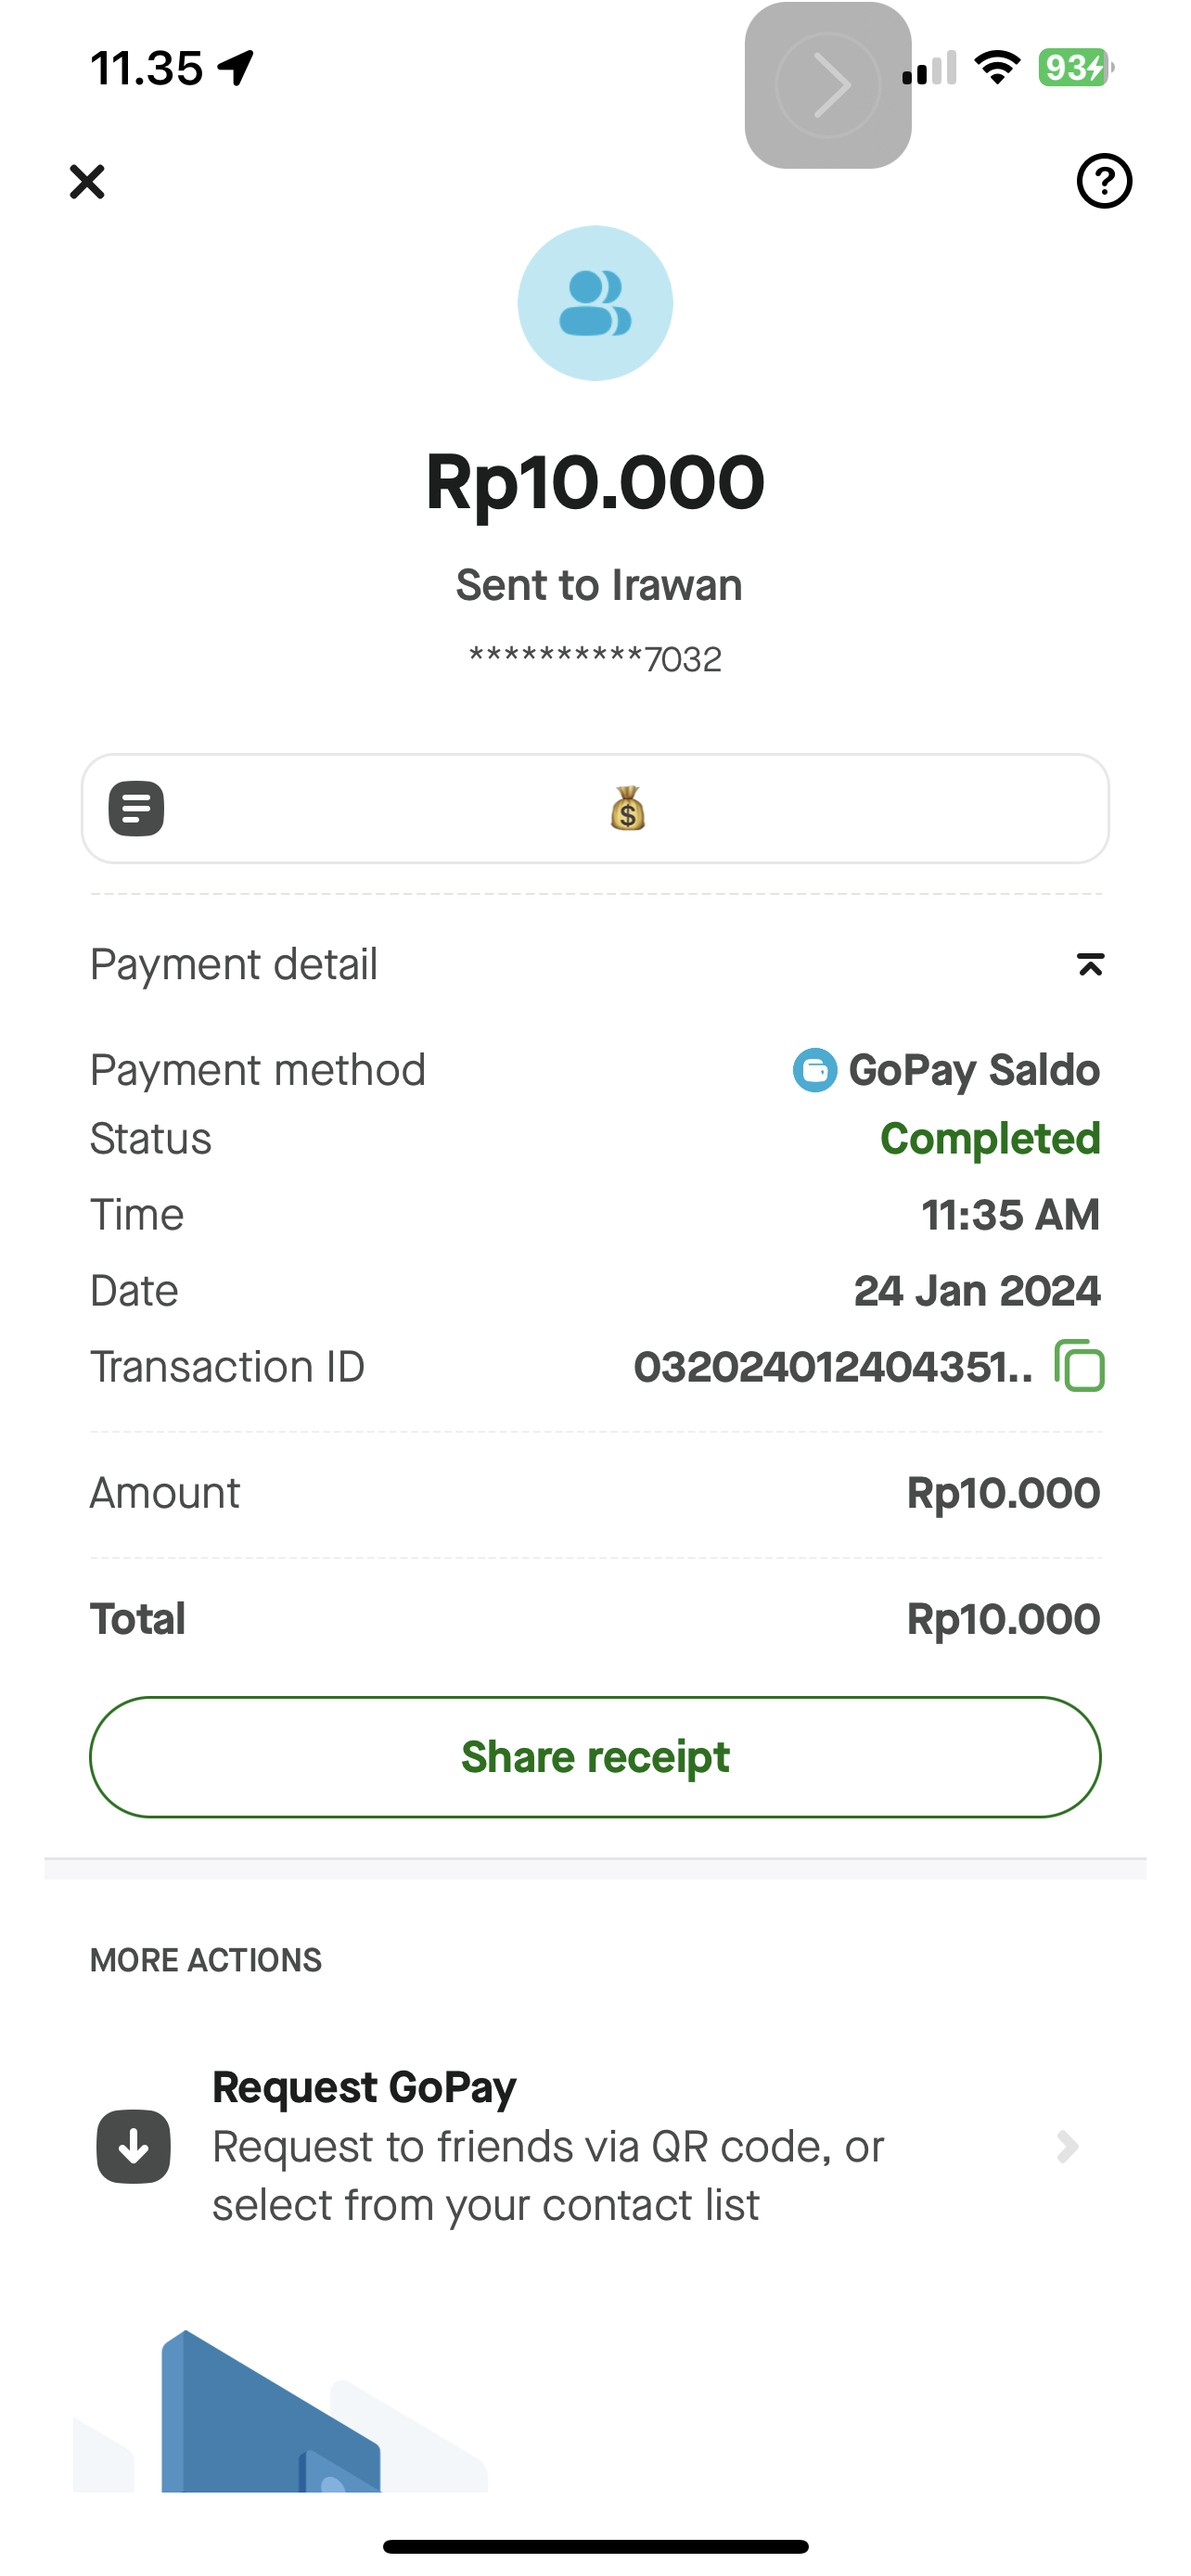 11.35
93
Rp10.000
Sent to Irawan
**********7032
Payment detail
Payment method GoPay Saldo
Status Completed
Time 11:35 AM
Date 24 Jan 2024
Transaction ID 032024012404351..
Amount Rp10.000
Total Rp10.000
Share receipt
MORE ACTIONS
Request GoPay
Request to friends via QR code, or
select from your contact list